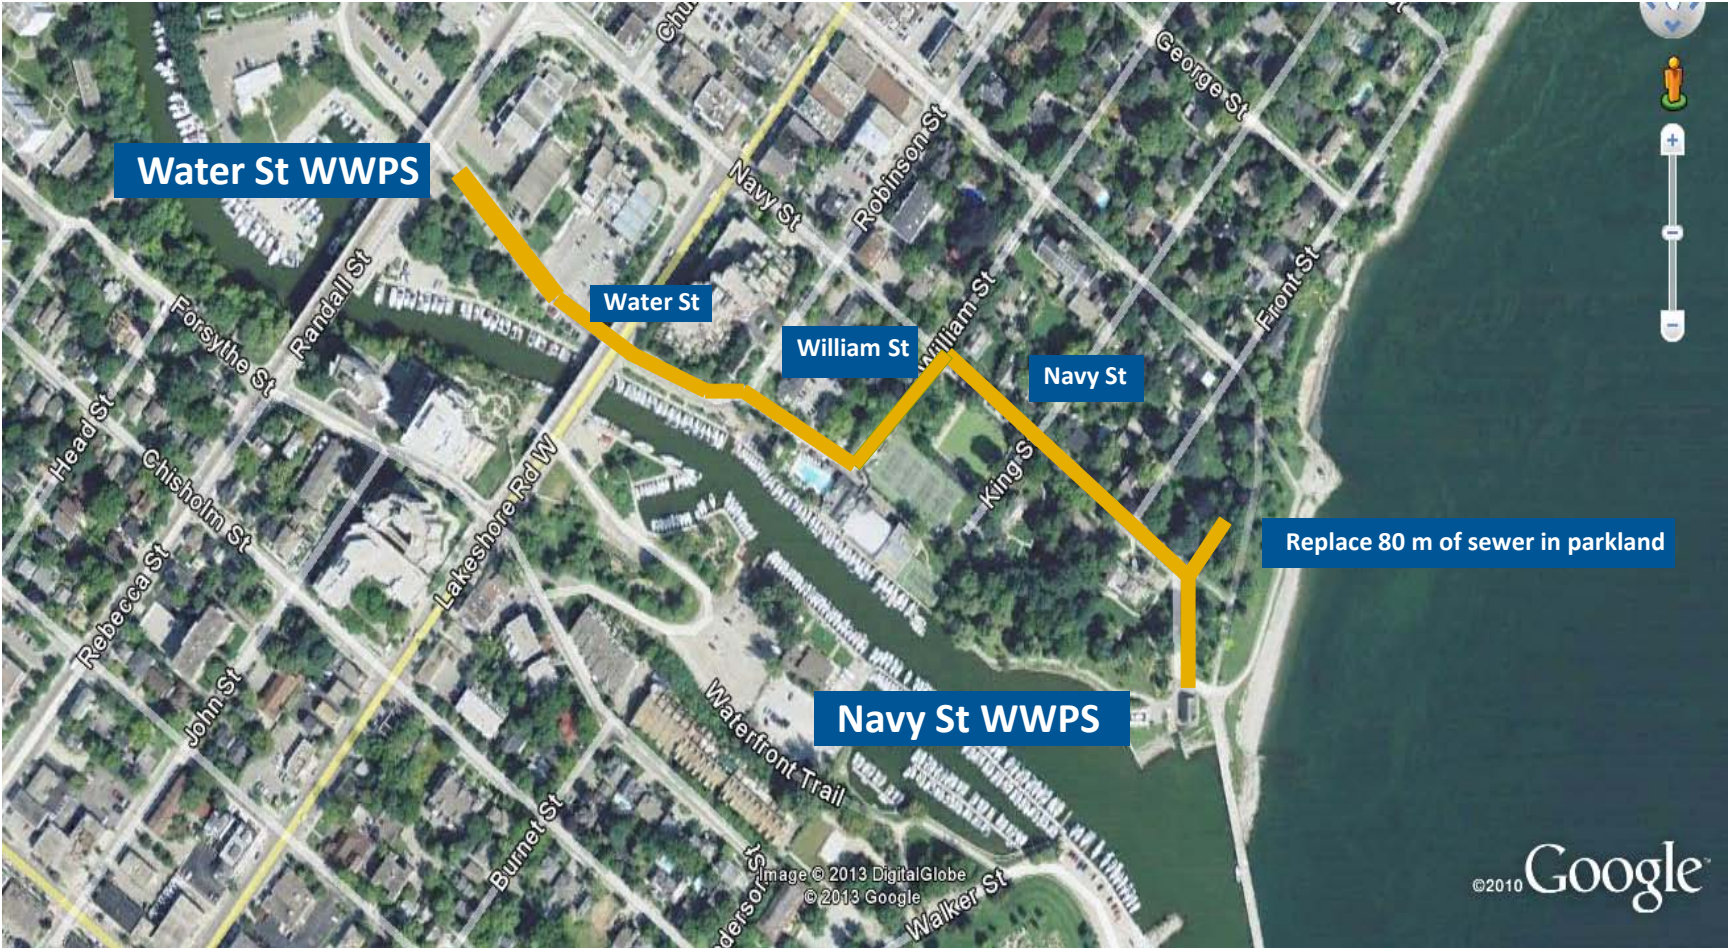 Chu
George St
Water St WWPS
Navy St
Robinson St
Randall St
Forsythe St
Water St
William St
William St
Front St
Navy St
Head St
Chisholm St
Lakeshore Rd W
King S
Replace 80 m of sewer in parkland
Rebecca St
John St
Waterfront Trail
Navy St WWPS
Burnet St
Walker St
Image © 2013 DigitalGlobe
© 2013 Google
©2010 Google